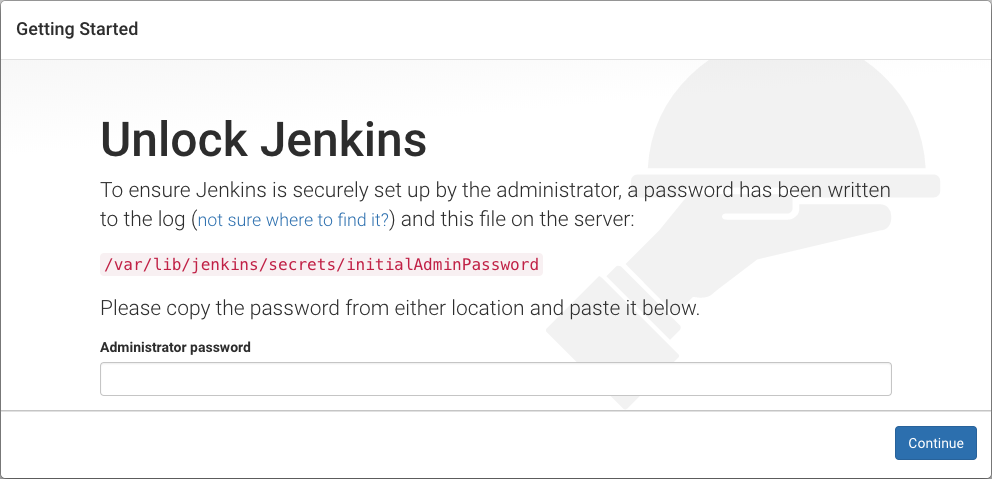 Getting Started
Unlock Jenkins
To ensure Jenkins is securely set up by the administrator, a password has been written
to the log (not sure where to find it?) and this file on the server:
/var/lib/jenkins/secrets/initialAdminPassword
Please copy the password from either location and paste it below.
Administrator password
Continue